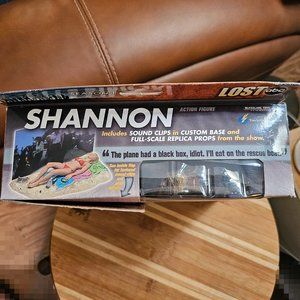 LOST abc
SHANNON
ACTION FIGURE
Includes SOUND CLIPS in CUSTOM BASE and
FULL-SCALE REPLICA PROPS from the show.
"The plane had a black box, idiot. I'll eat on the rescue boat."